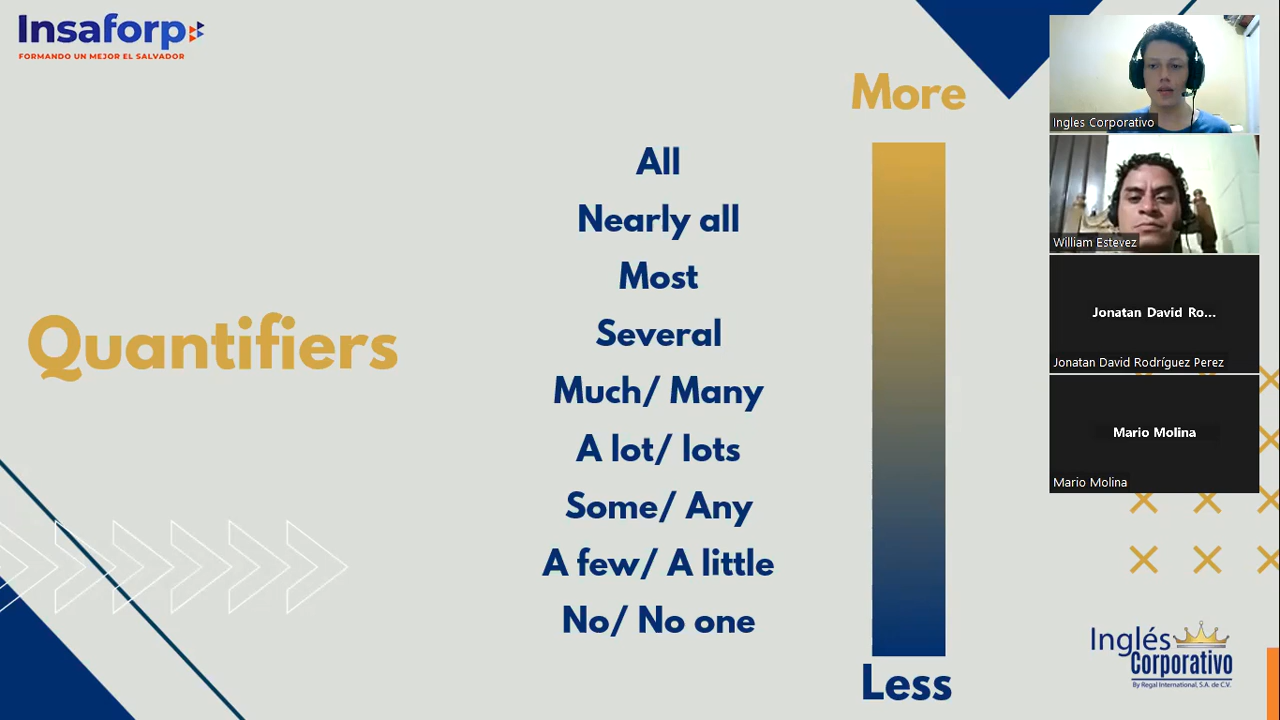 Insaforp
FORMANDO UN MEJOR EL SALVADOR
Quantifiers
More
All
Nearly all
Most
Several
Much/ Many
A lot/ lots
Some/ Any
A few/ A little
No/ No one
Less
Ingles Corporativo
William Estevez
Jonatan David Ro...
Jonatan David Rodríguez Perez
Mario Molina
Mario Molina
Inglés
Corporativo
By Regal International, S.A. de C.V.